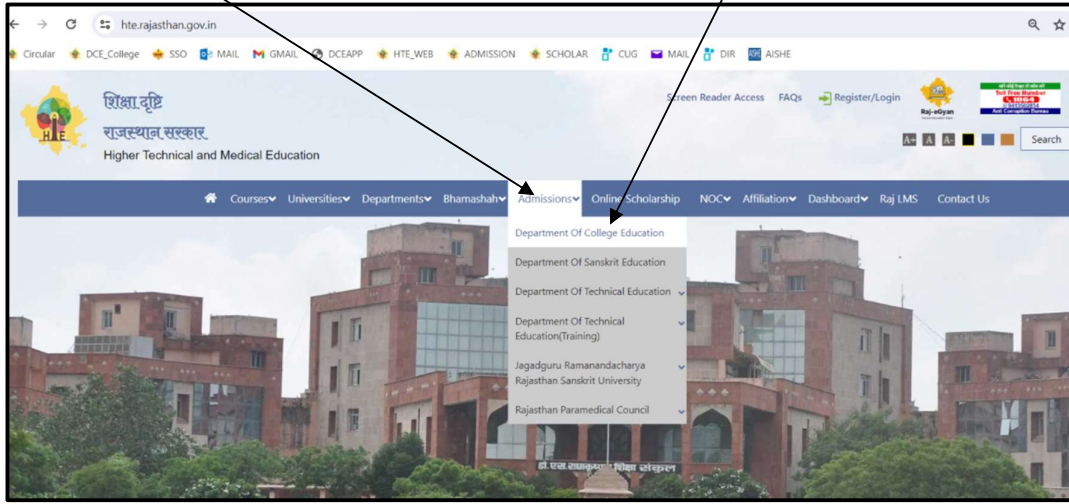 hte.rajasthan.gov.in
Circular DCE_College SSO MAIL GMAIL DCEAPP HTE_WEB ADMISSION SCHOLAR CUG MAIL DIR AISHE
शिक्षा दृष्टि
राजस्थान सरकार
Higher Technical and Medical Education
HTE
Screen Reader Access FAQs Register/Login
Raj-eGyan
Toll Free Number
1064
Anti Corruption Bureau
A+ A A- Search
Courses Universities Departments Bhamashah Admissions Online Scholarship NOC Affiliation Dashboard Raj LMS Contact Us
Department Of College Education
Department Of Sanskrit Education
Department Of Technical Education
Department Of Technical
Education(Training)
Jagadguru Ramanandacharya
Rajasthan Sanskrit University
Rajasthan Paramedical Council
डॉ. एस. राधाकृष्णन शिक्षा संकुल